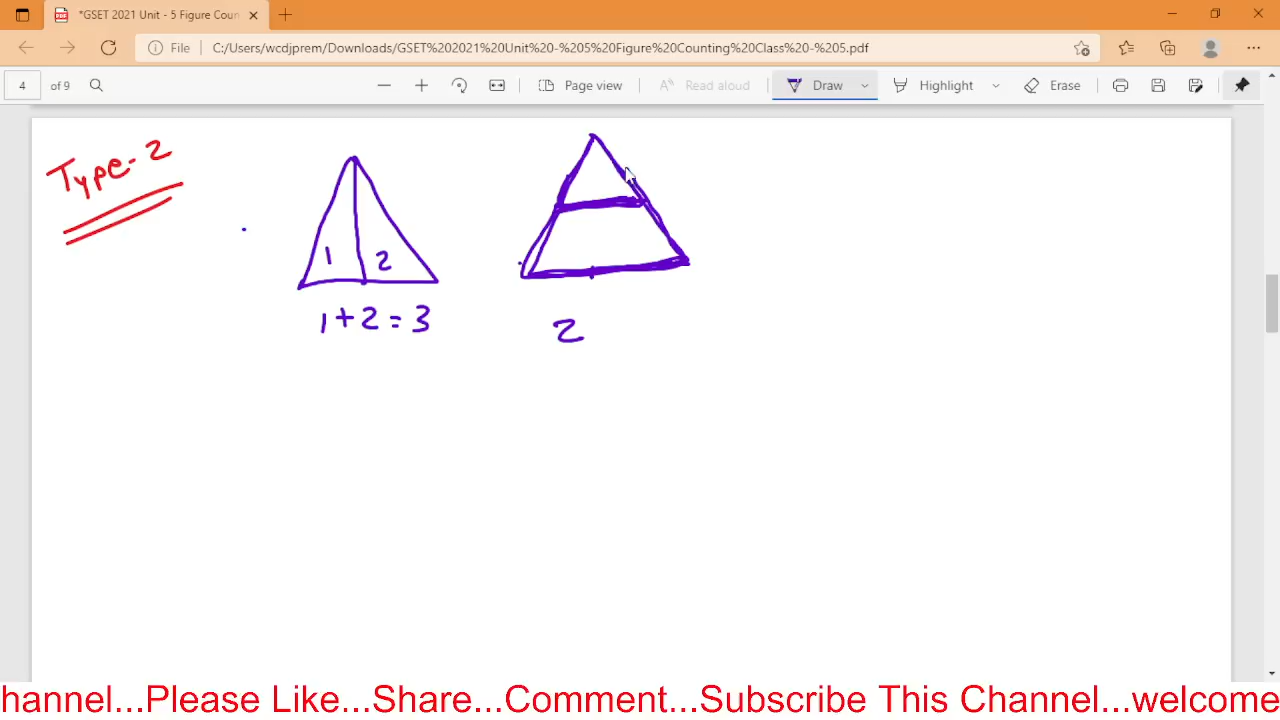 *GSET 2021 Unit - 5 Figure Coun
File C:/Users/wcdjprem/Downloads/GSET%202021%20Unit%20-%205%20Figure%20Counting%20Class%20-%205.pdf
4 of 9 Page view Read aloud Draw Highlight Erase
Type-2
1 2
1+2=3
2
hannel...Please Like...Share...Comment...Subscribe This Channel...welcome